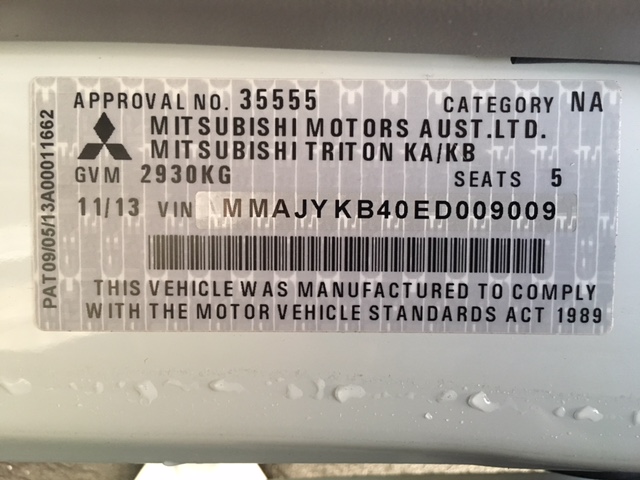 APPROVAL NO. 35555 CATEGORY NA
MITSUBISHI MOTORS AUST.LTD.
MITSUBISHI TRITON KA/KB
GVM 2930KG SEATS 5
11/13 VIN MMAJYKB40ED009009
THIS VEHICLE WAS MANUFACTURED TO COMPLY
WITH THE MOTOR VEHICLE STANDARDS ACT 1989
PAT09/05/13A00011662